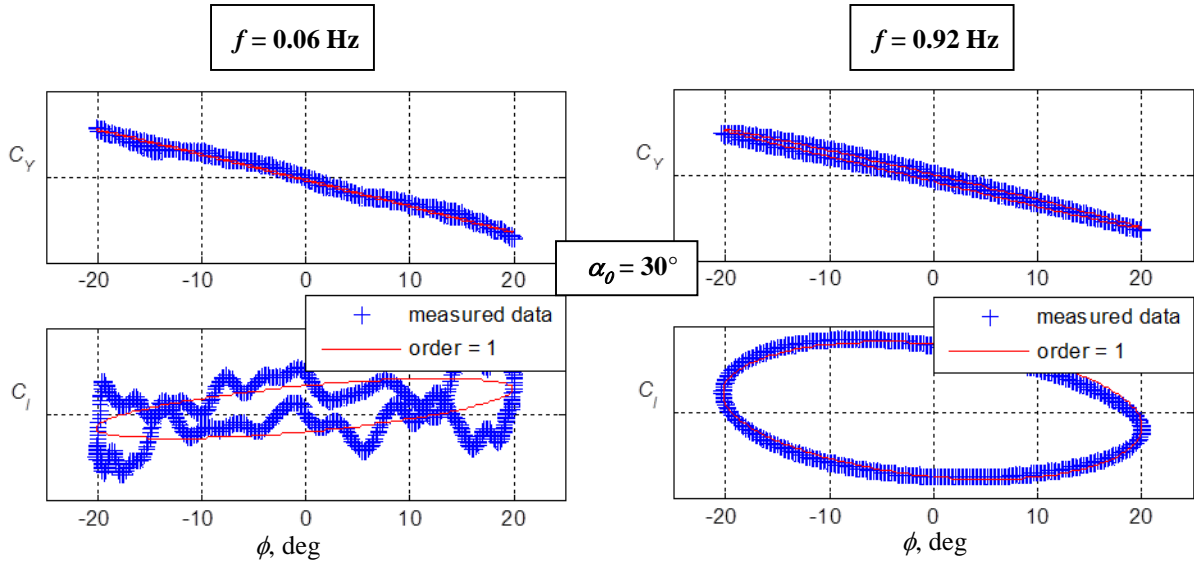 f = 0.06 Hz
f = 0.92 Hz
C_Y
-20 -10 0 10 20
C_Y
-20 -10 0 10 20
α_0 = 30°
C_l
measured data
order = 1
-20 -10 0 10 20
ϕ, deg
C_l
measured data
order = 1
-20 -10 0 10 20
ϕ, deg